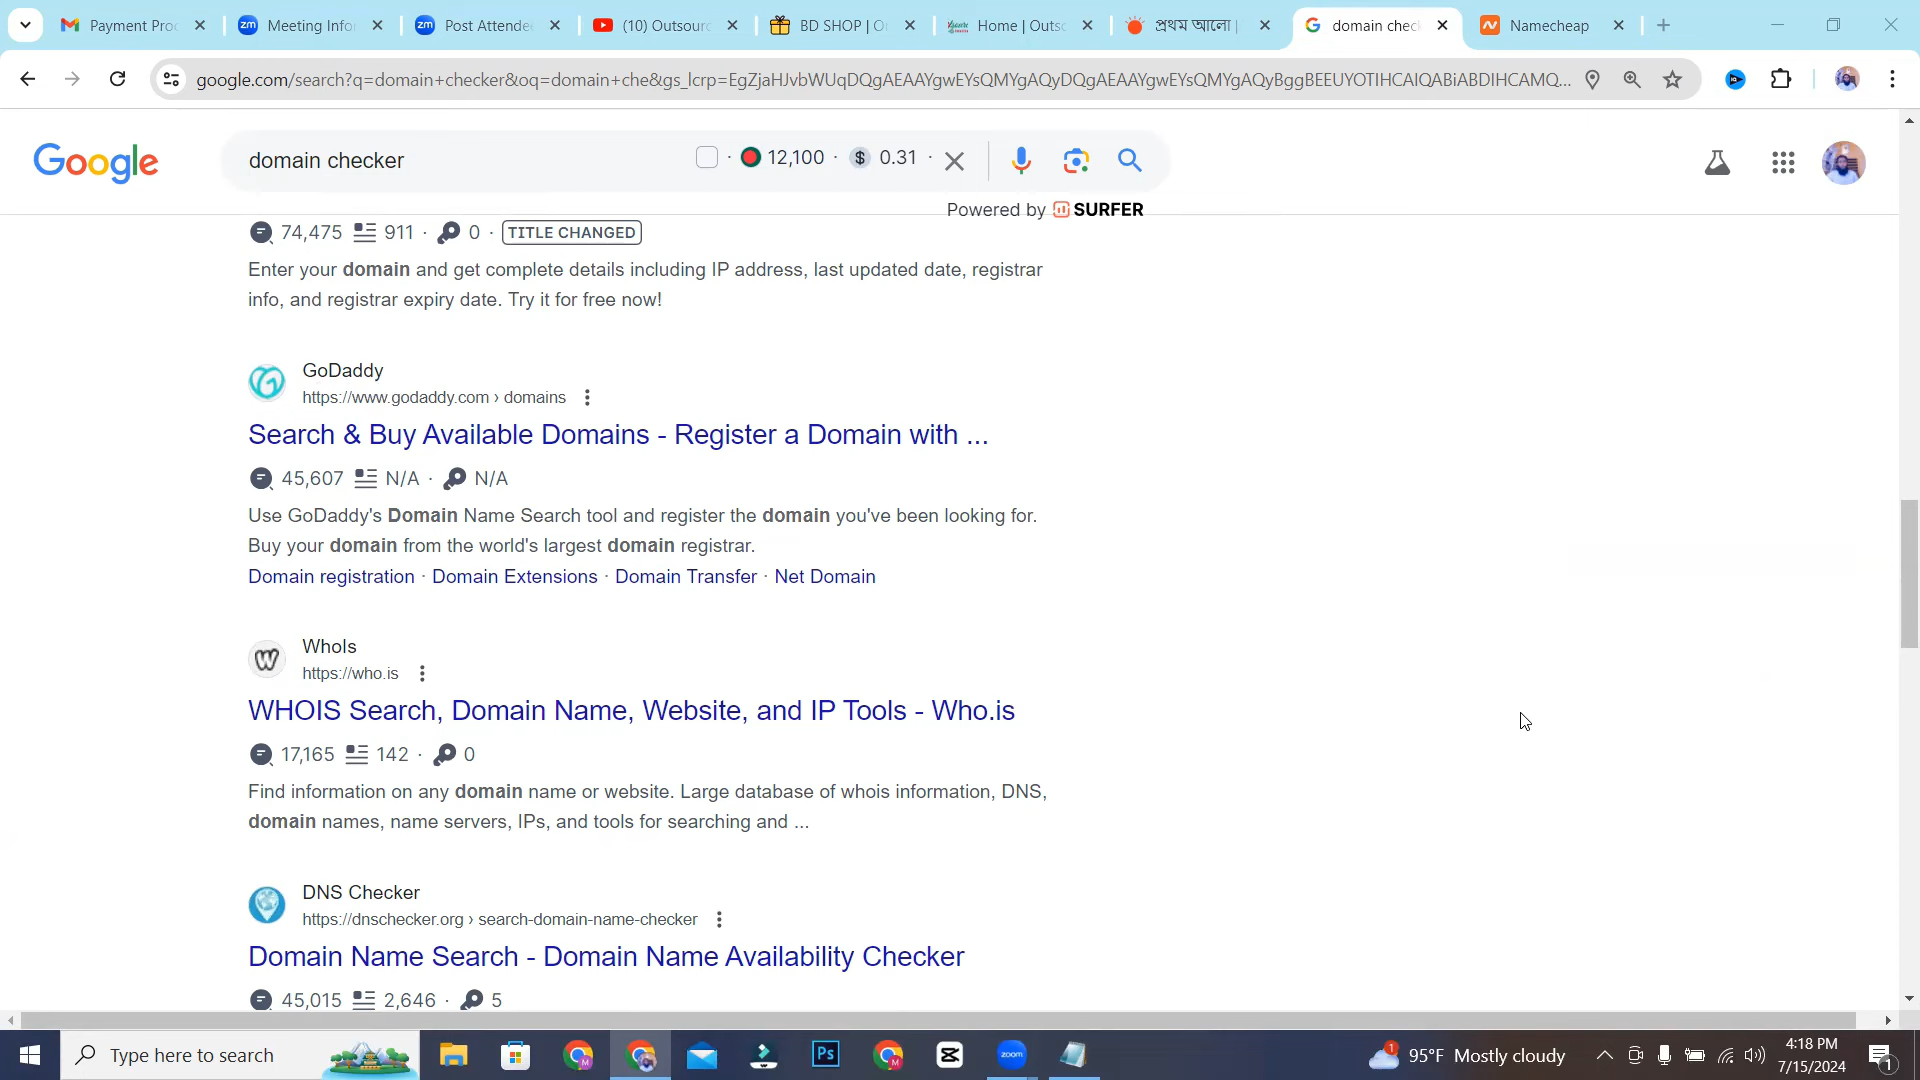 Payment Proc
Meeting Info
Post Attende
(10) Outsourc
BD SHOP | O
Home | Outsc
প্রথম আলো |
domain chec
Namecheap
google.com/search?q=domain+checker&oq=domain+che&gs_lcrp=EgZjaHJvbWUqDQgAEAAYgwEYsQMYgAQyDQgAEAAYgwEYsQMYgAQyBggBEEUYOTIHCAIQABiABDIHCAMQ...
Google
domain checker
12,100 · $ 0.31 ·
Powered by SURFER
74,475 911 · 0 · TITLE CHANGED
Enter your domain and get complete details including IP address, last updated date, registrar
info, and registrar expiry date. Try it for free now!
GoDaddy
https://www.godaddy.com › domains
Search & Buy Available Domains - Register a Domain with ...
45,607 N/A · N/A
Use GoDaddy's Domain Name Search tool and register the domain you've been looking for.
Buy your domain from the world's largest domain registrar.
Domain registration · Domain Extensions · Domain Transfer · Net Domain
WhoIs
https://who.is
WHOIS Search, Domain Name, Website, and IP Tools - Who.is
17,165 142 · 0
Find information on any domain name or website. Large database of whois information, DNS,
domain names, name servers, IPs, and tools for searching and ...
DNS Checker
https://dnschecker.org › search-domain-name-checker
Domain Name Search - Domain Name Availability Checker
45,015 2,646 · 5
Type here to search
Ps
zoom
1
95°F Mostly cloudy
4:18 PM
7/15/2024
1